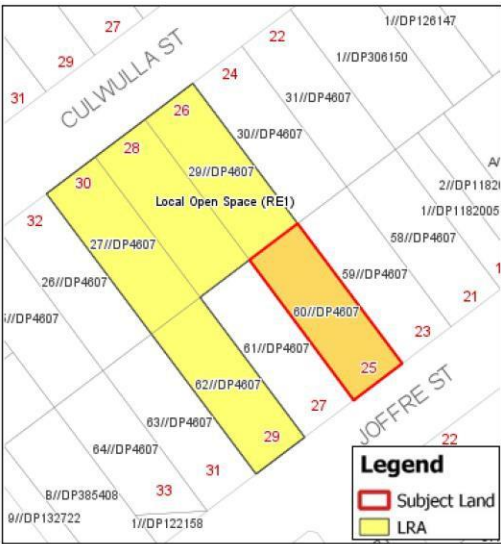 27
22
1//DP126147
29
CULWULLA ST
1//DP306150
31
24
26
31//DP4607
28
30//DP4607
30
29//DP4607
Local Open Space (RE1)
32
27//DP4607
26//DP4607
1//DP1182005
58//DP4607
59//DP4607
60//DP4607
61//DP4607
21
23
62//DP4607
25
63//DP4607
27
JOFFRE ST
64//DP4607
29
31
22
B//DP385408
33
9//DP132722
1//DP122158
Legend
Subject Land
LRA